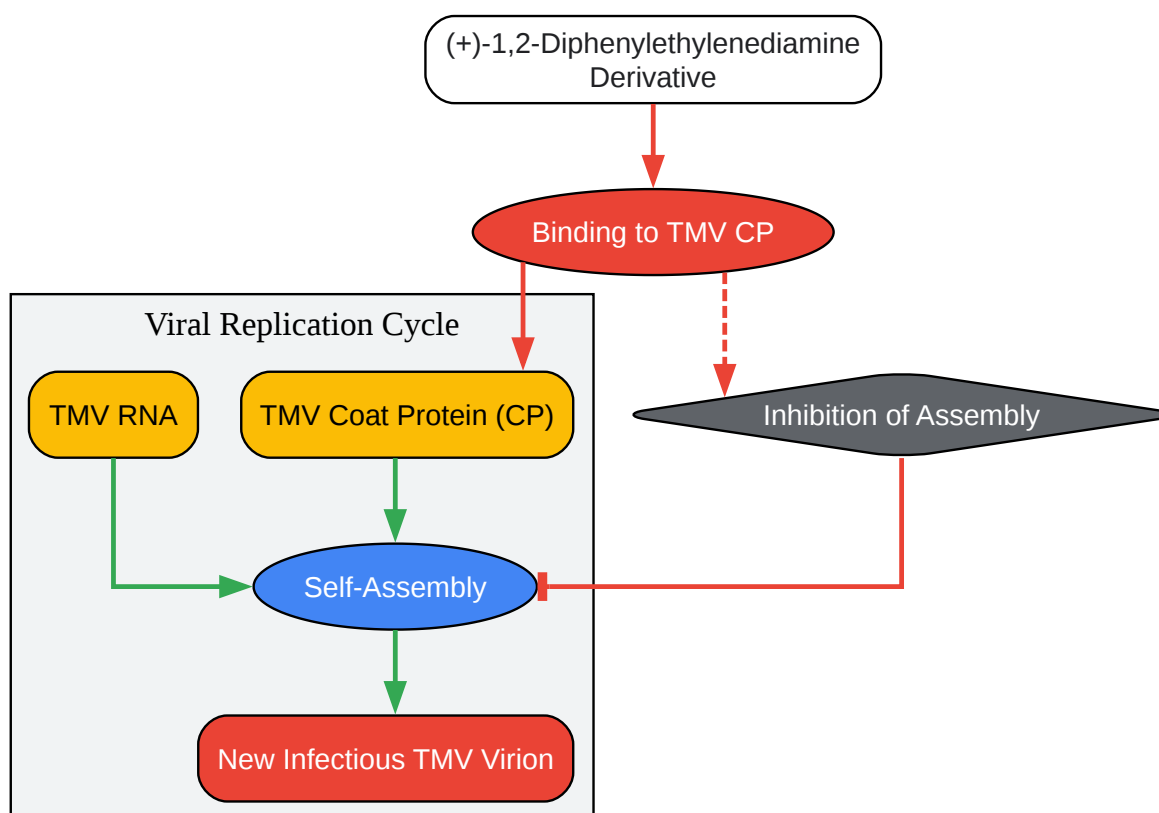 (+)-1,2-Diphenylethylenediamine
Derivative
Binding to TMV CP
Viral Replication Cycle
TMV RNA
TMV Coat Protein (CP)
Inhibition of Assembly
Self-Assembly
New Infectious TMV Virion